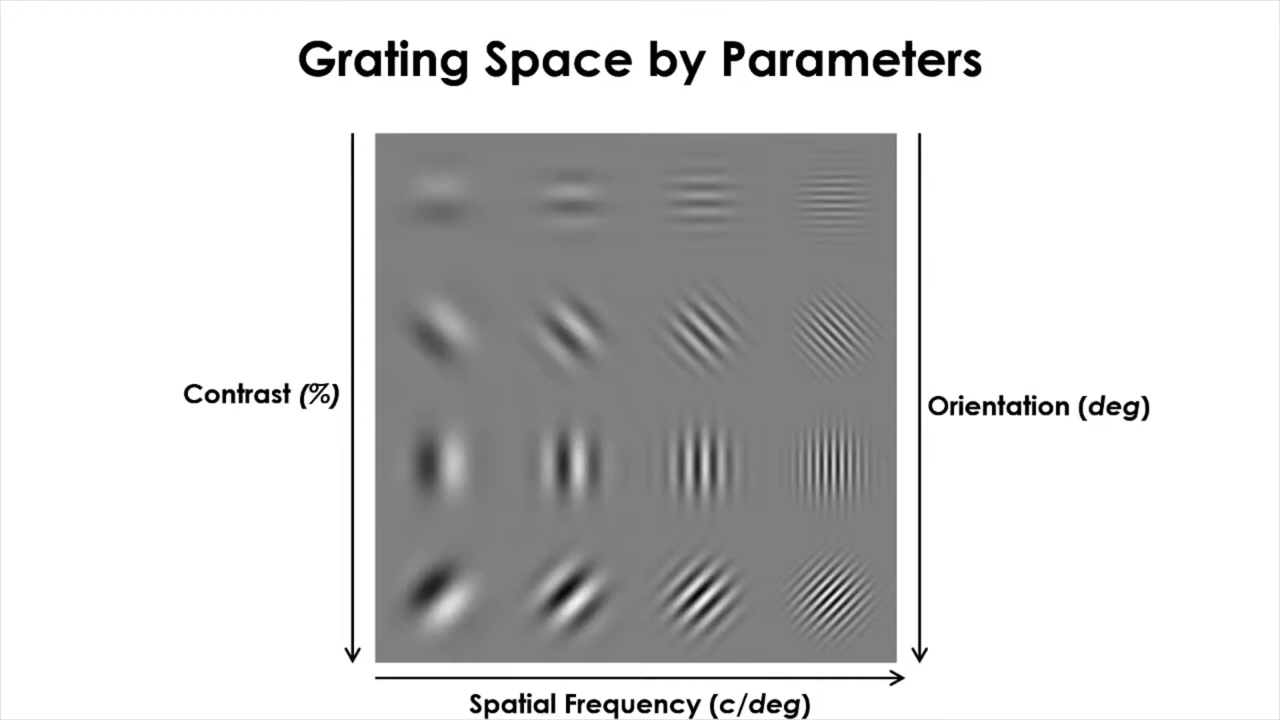 Grating Space by Parameters
Contrast (%)
Orientation (deg)
Spatial Frequency (c/deg)